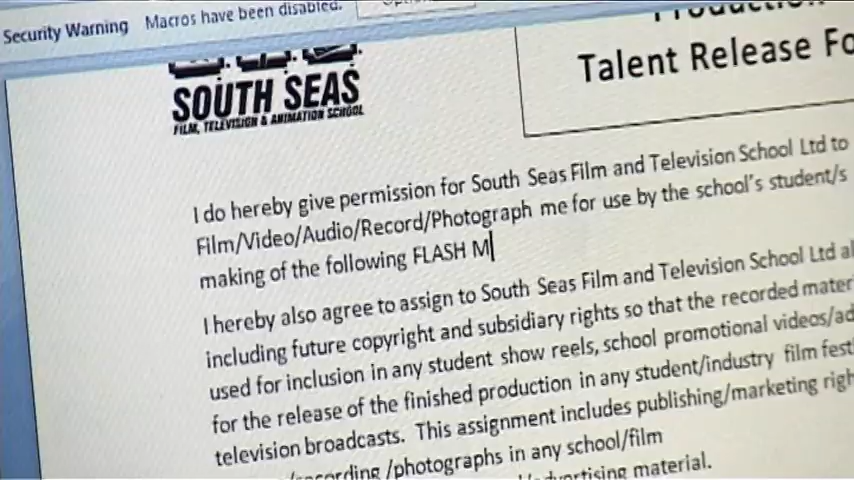 Security Warning Macros have been disabled.
Production
Talent Release Fo
SOUTH SEAS
FILM, TELEVISION & ANIMATION SCHOOL
I do hereby give permission for South Seas Film and Television School Ltd to
Film/Video/Audio/Record/Photograph me for use by the school's student/s
making of the following FLASH M
I hereby also agree to assign to South Seas Film and Television School Ltd al
including future copyright and subsidiary rights so that the recorded mater
used for inclusion in any student show reels, school promotional videos/ad
for the release of the finished production in any student/industry film festi
television broadcasts. This assignment includes publishing/marketing righ
/recording /photographs in any school/film
/advertising material.